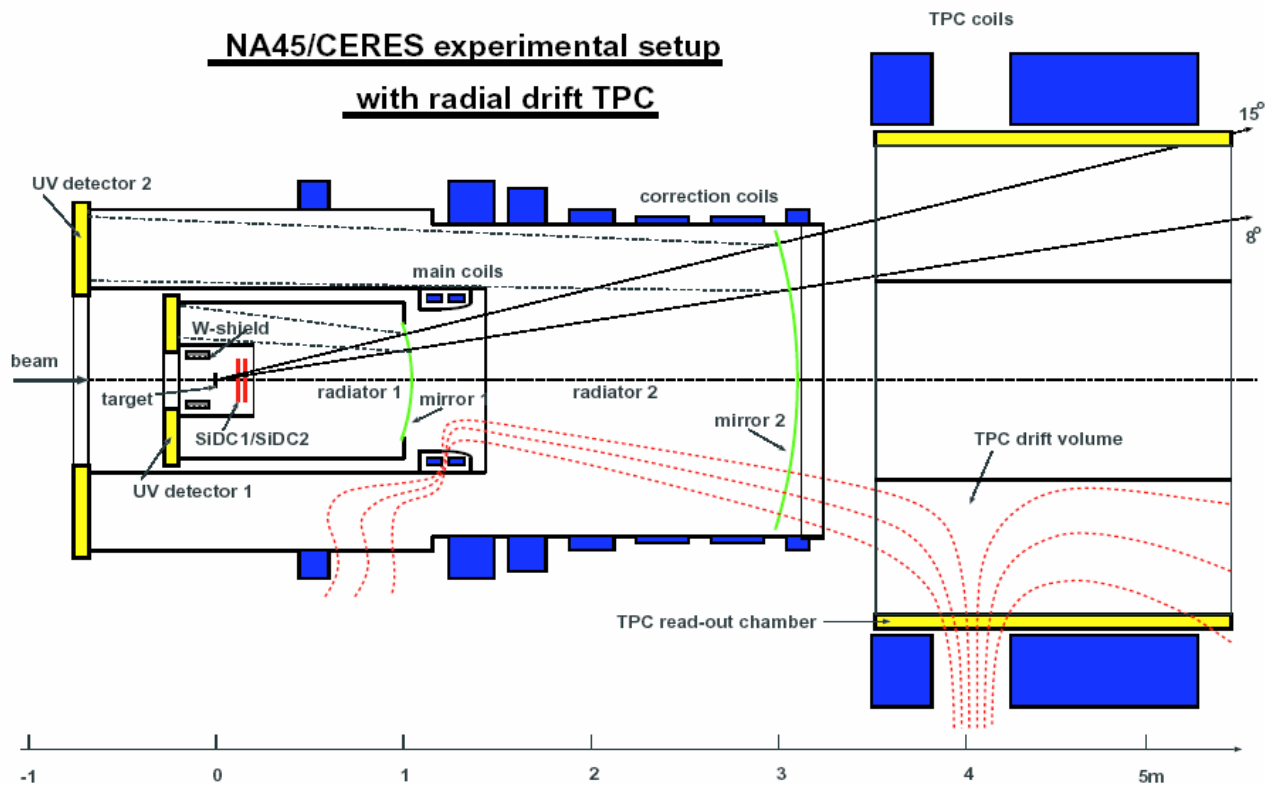 TPC coils
NA45/CERES experimental setup
with radial drift TPC
15°
UV detector 2
correction coils
8°
main coils
W-shield
beam
target
radiator 1
mirror 1
radiator 2
mirror 2
SiDC1/SiDC2
TPC drift volume
UV detector 1
TPC read-out chamber
-1 0 1 2 3 4 5m